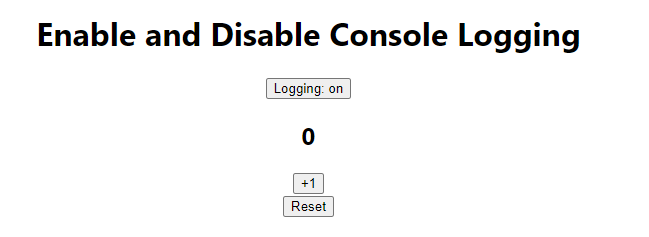 Enable and Disable Console Logging
Logging: on
0
+1
Reset